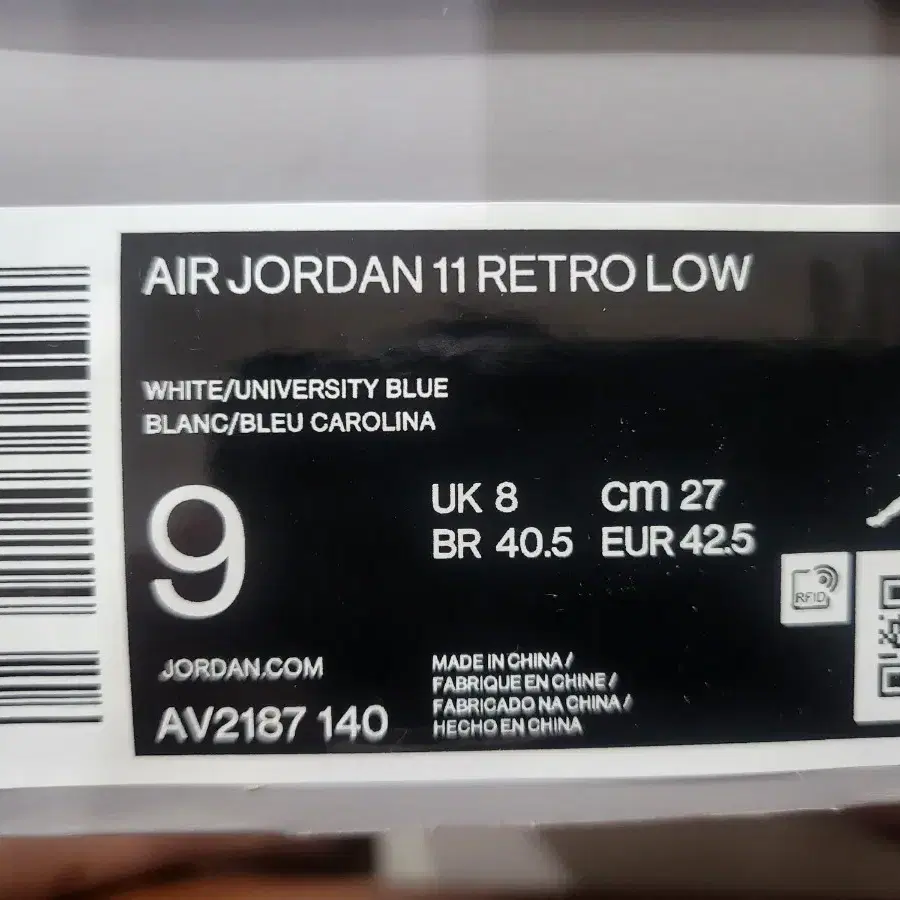 AIR JORDAN 11 RETRO LOW
WHITE/UNIVERSITY BLUE
BLANC/BLEU CAROLINA
9
UK 8
cm 27
BR 40.5
EUR 42.5
RFID
JORDAN.COM
AV2187 140
MADE IN CHINA /
FABRIQUE EN CHINE /
FABRICADO NA CHINA /
HECHO EN CHINA